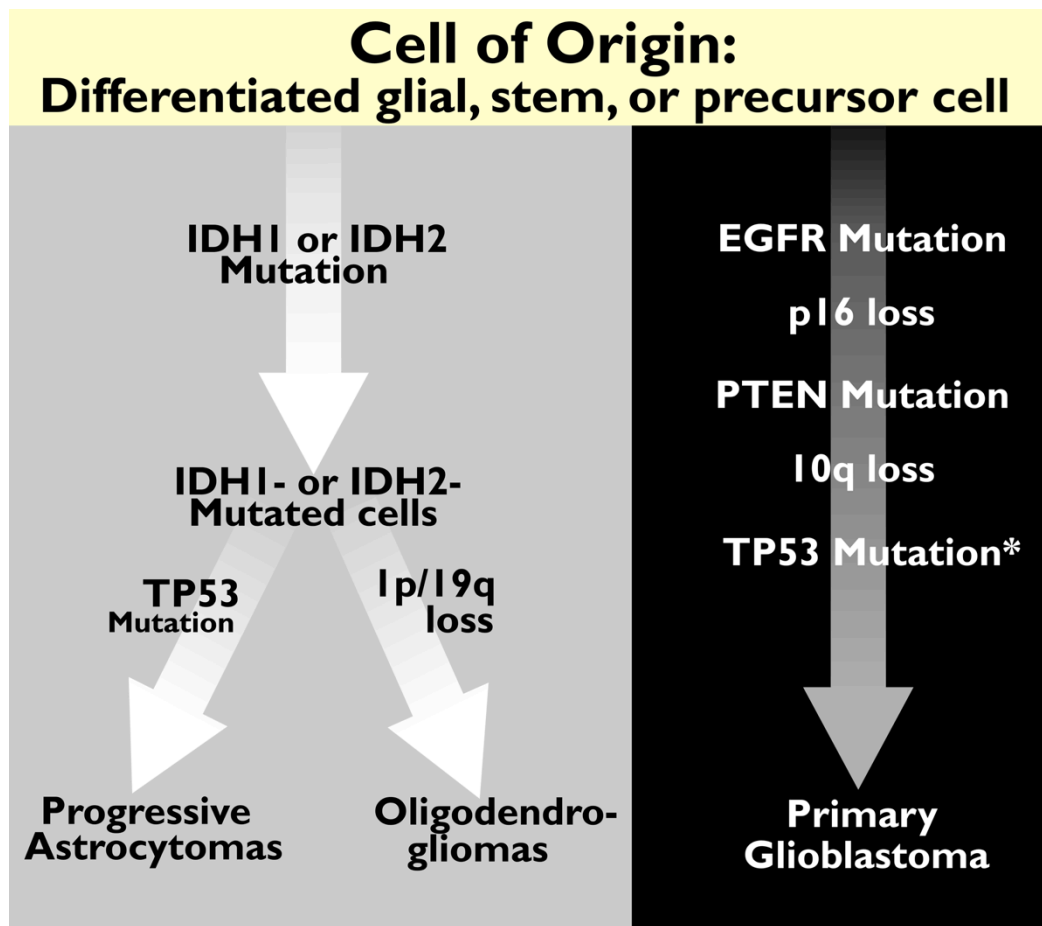 Cell of Origin:
Differentiated glial, stem, or precursor cell
IDH1 or IDH2
Mutation
IDH1- or IDH2-
Mutated cells
TP53
Mutation
1p/19q
loss
Progressive
Astrocytomas
Oligodendro-
gliomas
EGFR Mutation
p16 loss
PTEN Mutation
10q loss
TP53 Mutation*
Primary
Glioblastoma